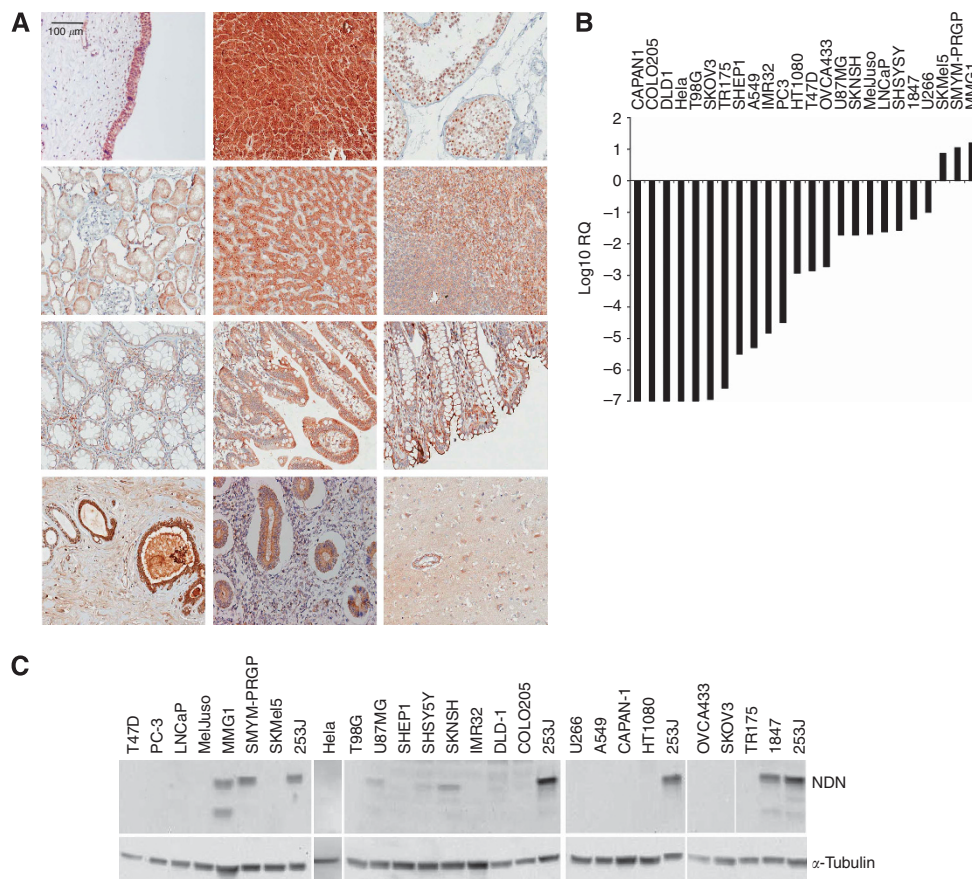 A
100 μm
B
CAPAN1
COLO205
DLD1
Hela
T98G
SKOV3
TR175
SHEP1
A549
IMR32
PC3
HT1080
T47D
OVCA433
U87MG
SKNSH
MelJuso
LNCaP
SHSYSY
1847
U266
SKMel5
SMYM-PRGP
MMG1
Log10 RQ
2
1
0
–1
–2
–3
–4
–5
–6
–7
C
T47D
PC-3
LNCaP
MelJuso
MMG1
SMYM-PRGP
SKMel5
253J
Hela
T98G
U87MG
SHEP1
SHSY5Y
SKNSH
IMR32
DLD-1
COLO205
253J
U266
A549
CAPAN-1
HT1080
253J
OVCA433
SKOV3
TR175
1847
253J
NDN
α-Tubulin